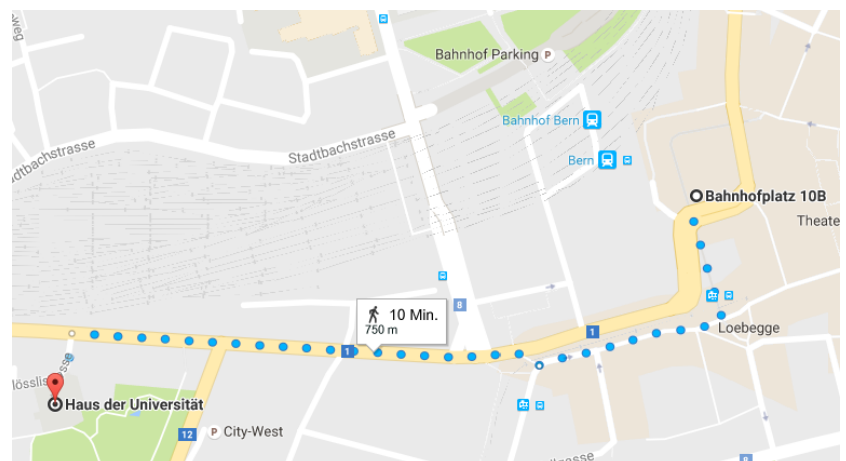 Bahnhof Parking P
Bahnhof Bern
Stadtbachstrasse
Bern
Bahnhofplatz 10B
Theate
8
10 Min.
750 m
1
Loebegge
1
Haus der Universität
12
P City-West
8